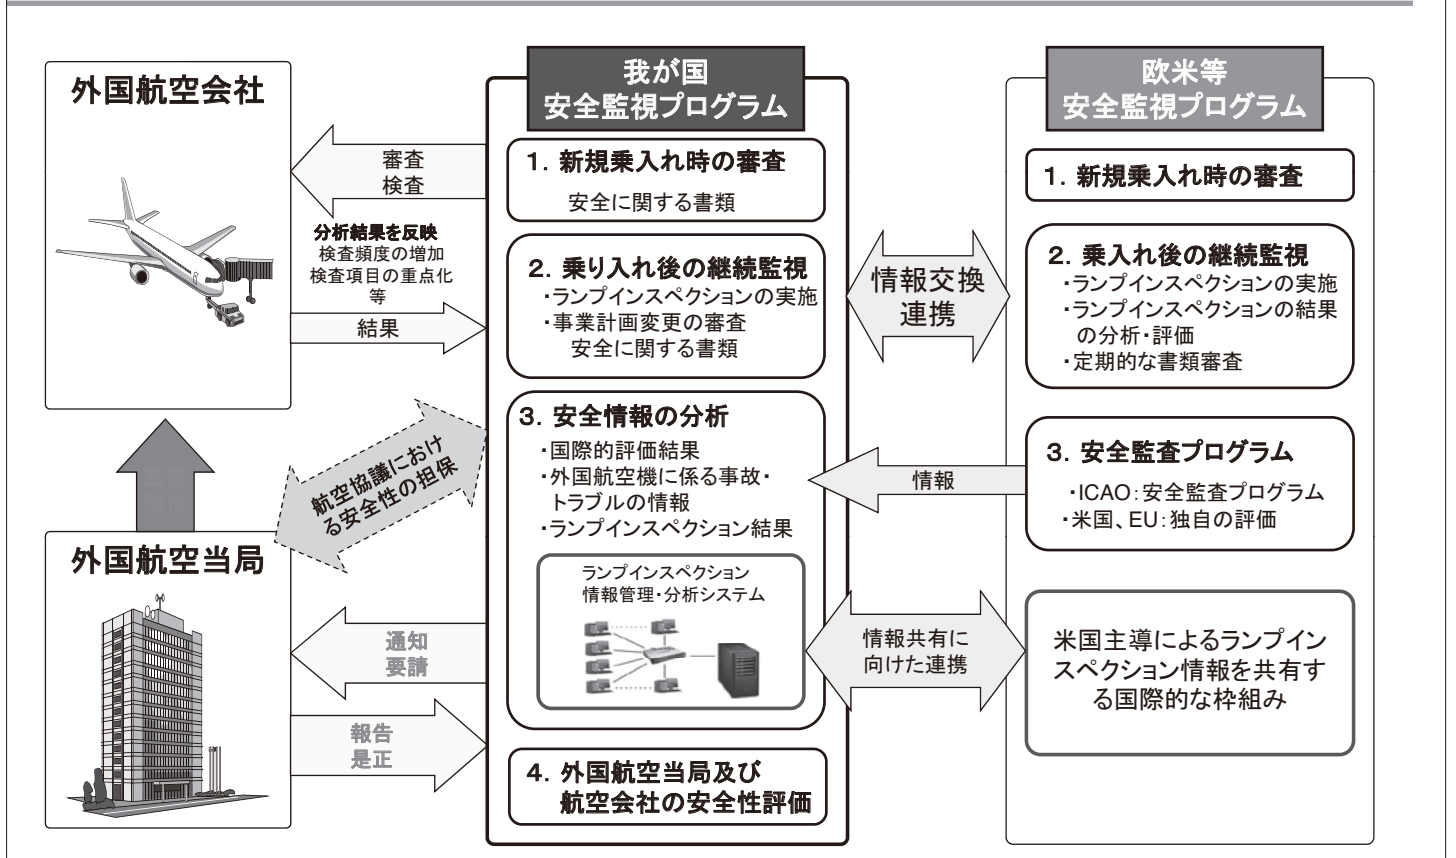 外国航空会社
審査
検査
分析結果を反映
検査頻度の増加
検査項目の重点化
等
結果
監督
強化
外国航空当局
航空協議におけ
る安全性の担保
通知
要請
報告
是正
我が国
安全監視プログラム
1. 新規乗入れ時の審査
安全に関する書類
2. 乗り入れ後の継続監視
・ランプインスペクションの実施
・事業計画変更の審査
安全に関する書類
3. 安全情報の分析
・国際的評価結果
・外国航空機に係る事故・
トラブルの情報
・ランプインスペクション結果
ランプインスペクション
情報管理・分析システム
4. 外国航空当局及び
航空会社の安全性評価
情報交換
連携
情報
情報共有に
向けた連携
欧米等
安全監視プログラム
1. 新規乗入れ時の審査
2. 乗入れ後の継続監視
・ランプインスペクションの実施
・ランプインスペクションの結果
の分析・評価
・定期的な書類審査
3. 安全監査プログラム
・ICAO：安全監査プログラム
・米国、EU：独自の評価
米国主導によるランプイン
スペクション情報を共有す
る国際的な枠組み